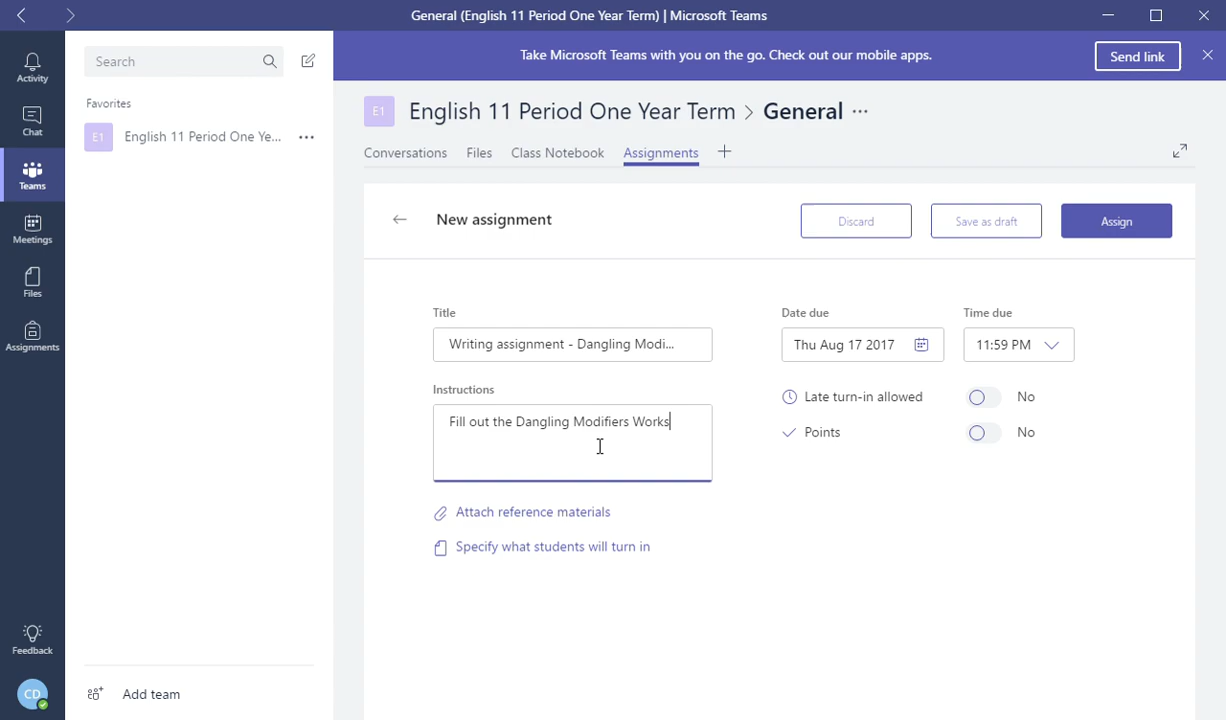 General (English 11 Period One Year Term) | Microsoft Teams
Activity
Chat
Teams
Meetings
Files
Assignments
Feedback
CD
Search
Favorites
E1 English 11 Period One Ye... ...
Add team
Take Microsoft Teams with you on the go. Check out our mobile apps.
Send link
E1 English 11 Period One Year Term > General ...
Conversations Files Class Notebook Assignments +
New assignment
Discard Save as draft Assign
Title
Writing assignment - Dangling Modi...
Instructions
Fill out the Dangling Modifiers Works
Attach reference materials
Specify what students will turn in
Date due Time due
Thu Aug 17 2017 11:59 PM
Late turn-in allowed No
Points No